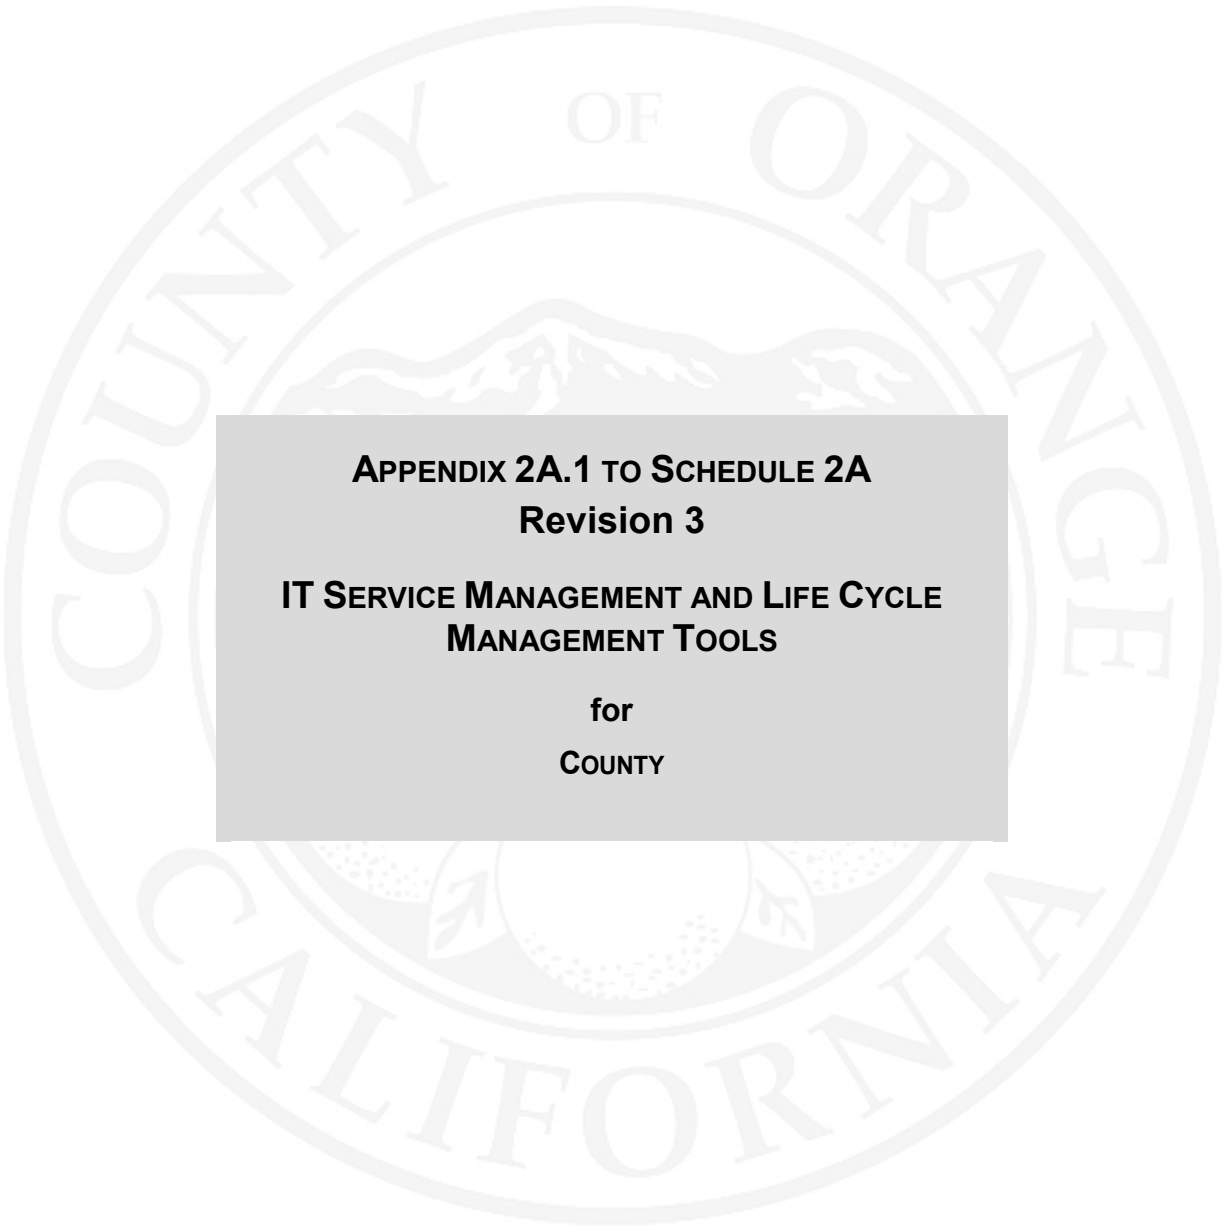 COUNTY OF ORANGE
APPENDIX 2A.1 TO SCHEDULE 2A
Revision 3
IT SERVICE MANAGEMENT AND LIFE CYCLE
MANAGEMENT TOOLS
for
COUNTY
CALIFORNIA